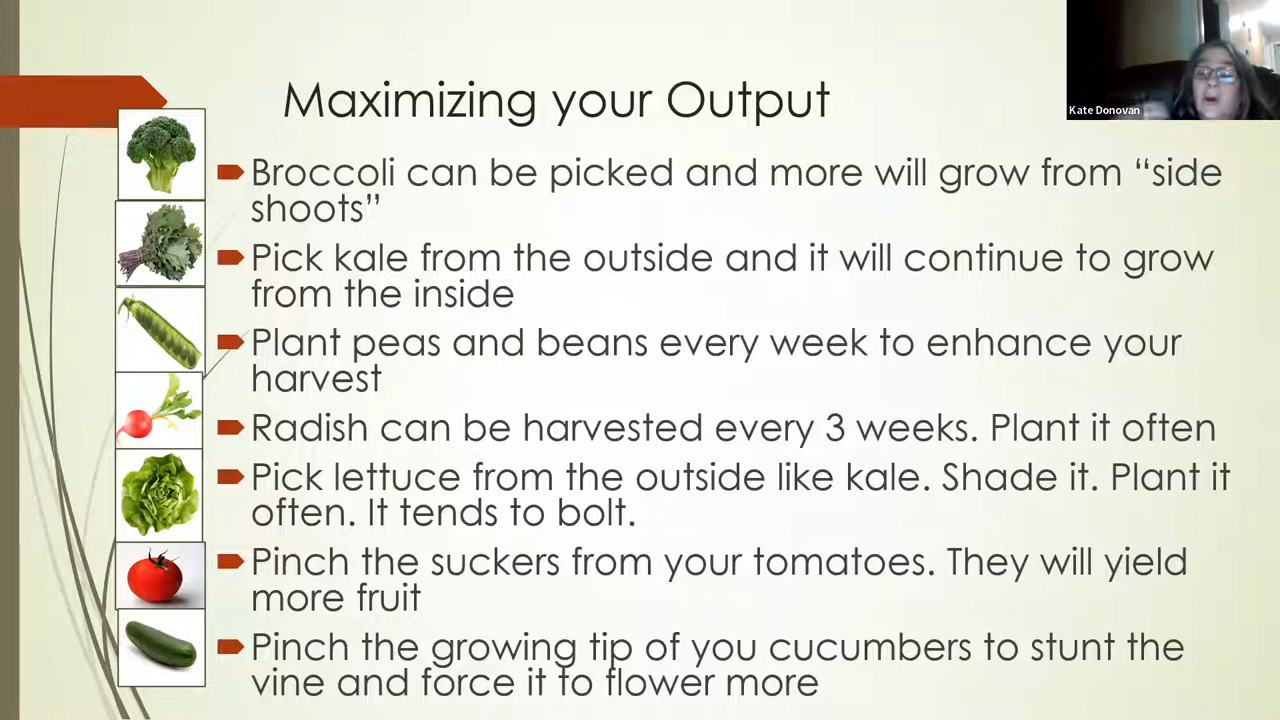 Maximizing your Output
Kate Donovan
Broccoli can be picked and more will grow from “side
shoots”
Pick kale from the outside and it will continue to grow
from the inside
Plant peas and beans every week to enhance your
harvest
Radish can be harvested every 3 weeks. Plant it often
Pick lettuce from the outside like kale. Shade it. Plant it
often. It tends to bolt.
Pinch the suckers from your tomatoes. They will yield
more fruit
Pinch the growing tip of you cucumbers to stunt the
vine and force it to flower more